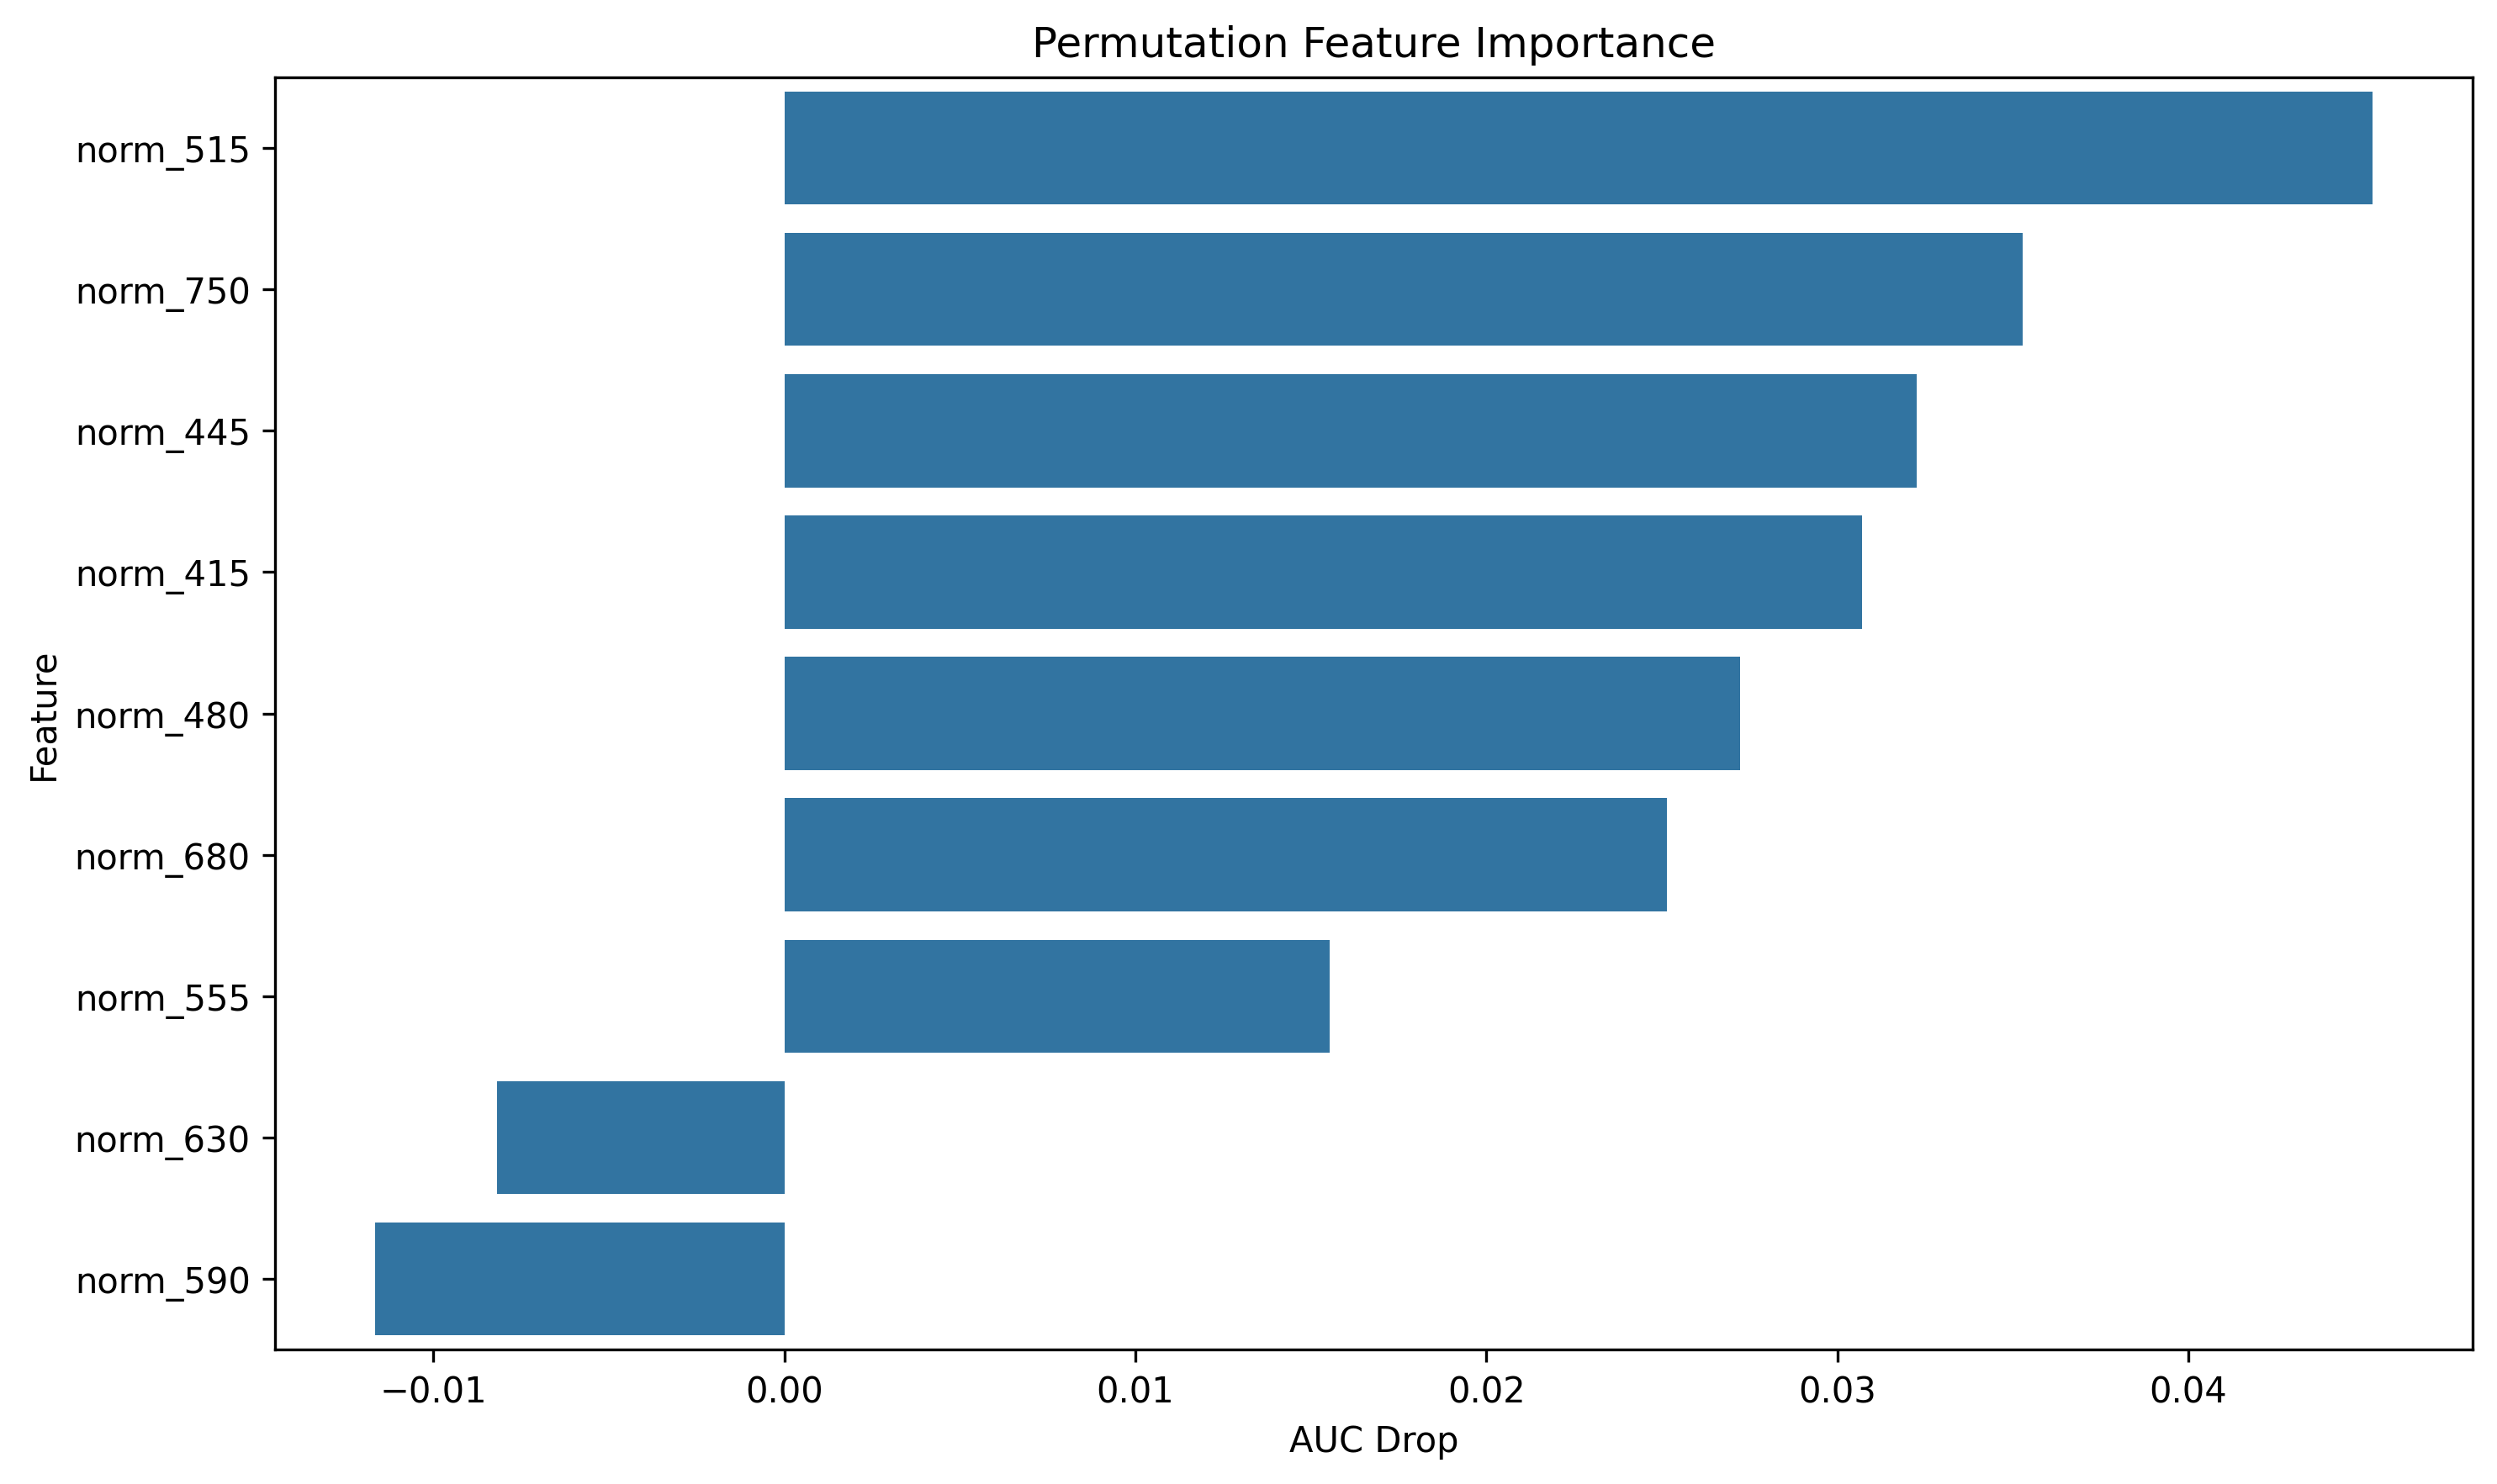 Permutation Feature Importance
norm_515
norm_750
norm_445
norm_415
norm_480
norm_680
norm_555
norm_630
norm_590
Feature
−0.01 0.00 0.01 0.02 0.03 0.04
AUC Drop